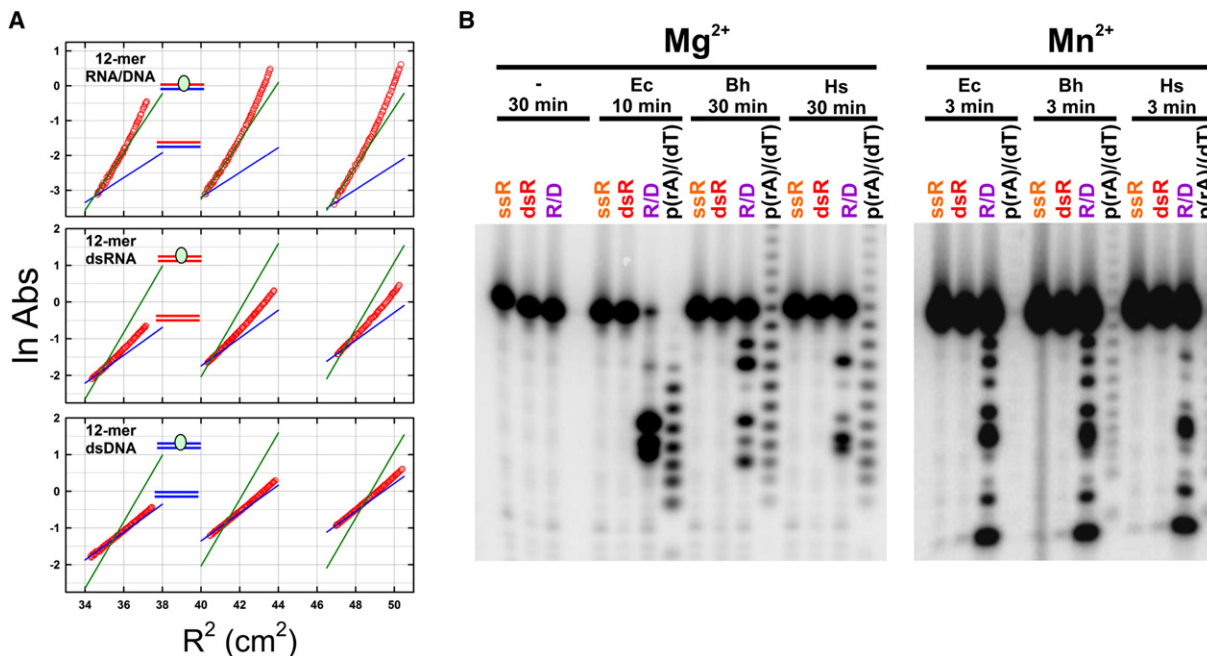 A
12-mer
RNA/DNA
1
0
-1
-2
-3
12-mer
dsRNA
2
1
0
-1
-2
12-mer
dsDNA
2
1
0
-1
-2
34 36 38 40 42 44 46 48 50
ln Abs
R² (cm²)
B
Mg²⁺
- Ec Bh Hs
30 min 10 min 30 min 30 min
ssR dsR R/D ssR dsR R/D p(rA)/(dT) ssR dsR R/D p(rA)/(dT) ssR dsR R/D p(rA)/(dT)
Mn²⁺
Ec Bh Hs
3 min 3 min 3 min
ssR dsR R/D p(rA)/(dT) ssR dsR R/D p(rA)/(dT) ssR dsR R/D p(rA)/(dT)